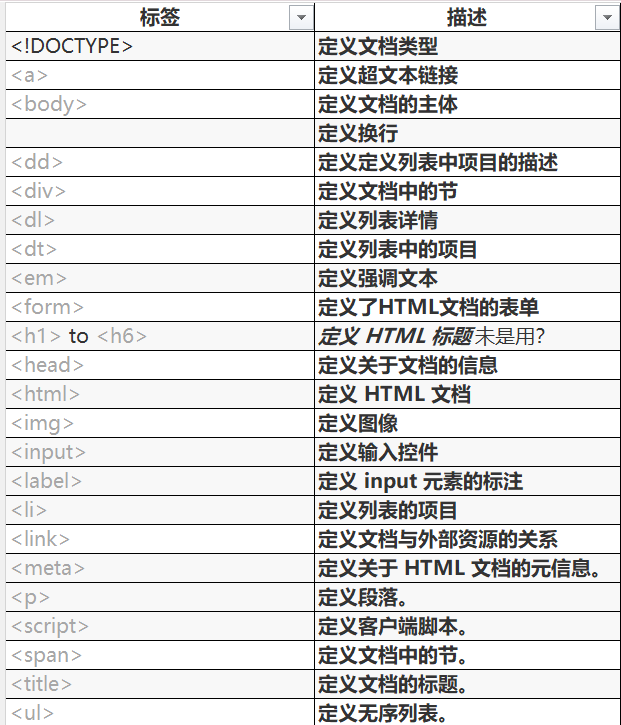 标签 描述
<!DOCTYPE> 定义文档类型
<a> 定义超文本链接
<body> 定义文档的主体
定义换行
<dd> 定义定义列表中项目的描述
<div> 定义文档中的节
<dl> 定义列表详情
<dt> 定义列表中的项目
<em> 定义强调文本
<form> 定义了HTML文档的表单
<h1> to <h6> 定义 HTML 标题未是用?
<head> 定义关于文档的信息
<html> 定义 HTML 文档
<img> 定义图像
<input> 定义输入控件
<label> 定义 input 元素的标注
<li> 定义列表的项目
<link> 定义文档与外部资源的关系
<meta> 定义关于 HTML 文档的元信息。
<p> 定义段落。
<script> 定义客户端脚本。
<span> 定义文档中的节。
<title> 定义文档的标题。
<ul> 定义无序列表。